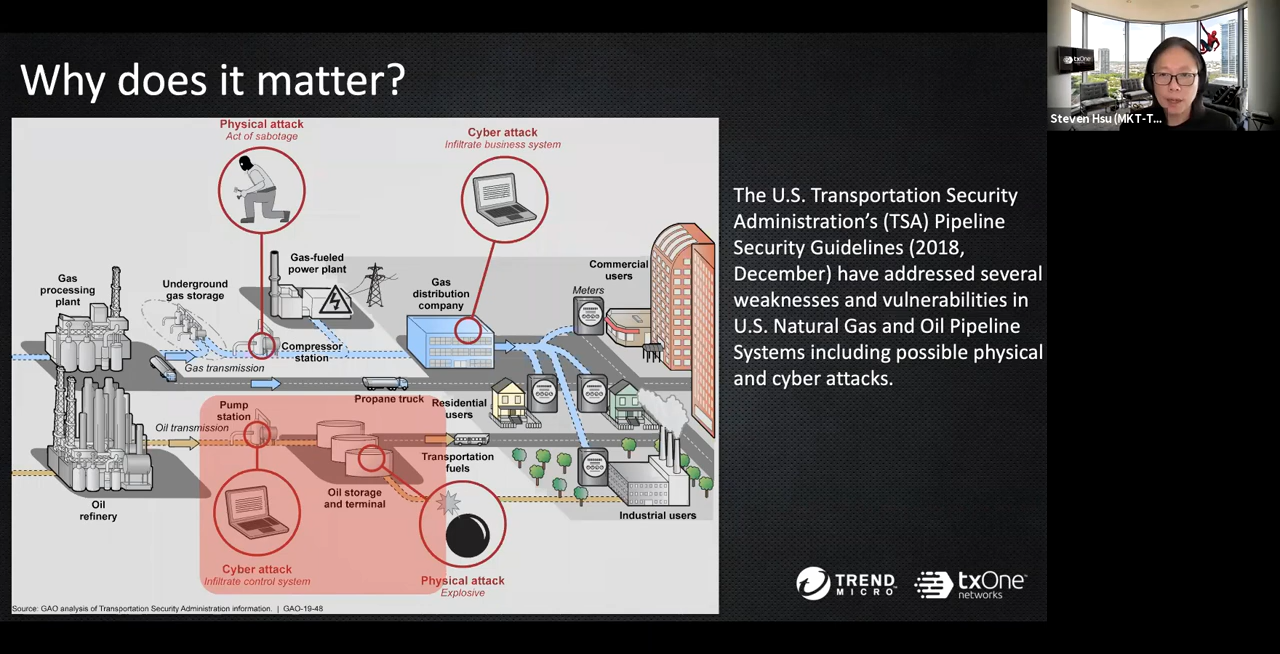 Why does it matter?
Physical attack
Act of sabotage
Cyber attack
Infiltrate business system
Gas
processing
plant
Underground
gas storage
Gas-fueled
power plant
Gas
distribution
company
Commercial
users
Meters
Compressor
station
Gas transmission
Propane truck
Residential
users
Pump
station
Oil transmission
Transportation
fuels
Oil storage
and terminal
Oil
refinery
Industrial users
Cyber attack
Infiltrate control system
Physical attack
Explosive
Source: GAO analysis of Transportation Security Administration information. | GAO-19-48
The U.S. Transportation Security
Administration's (TSA) Pipeline
Security Guidelines (2018,
December) have addressed several
weaknesses and vulnerabilities in
U.S. Natural Gas and Oil Pipeline
Systems including possible physical
and cyber attacks.
TREND
MICRO
txOne
networks
txOne
Steven Hsu (MKT-T...